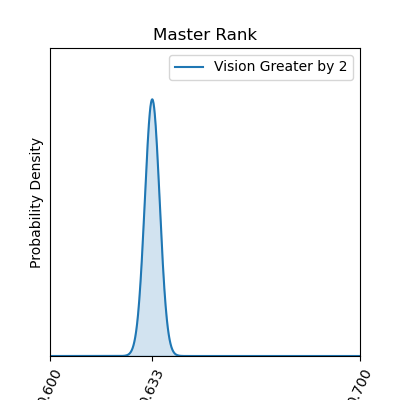 Master Rank
Vision Greater by 2
Probability Density
0.600
0.633
0.700